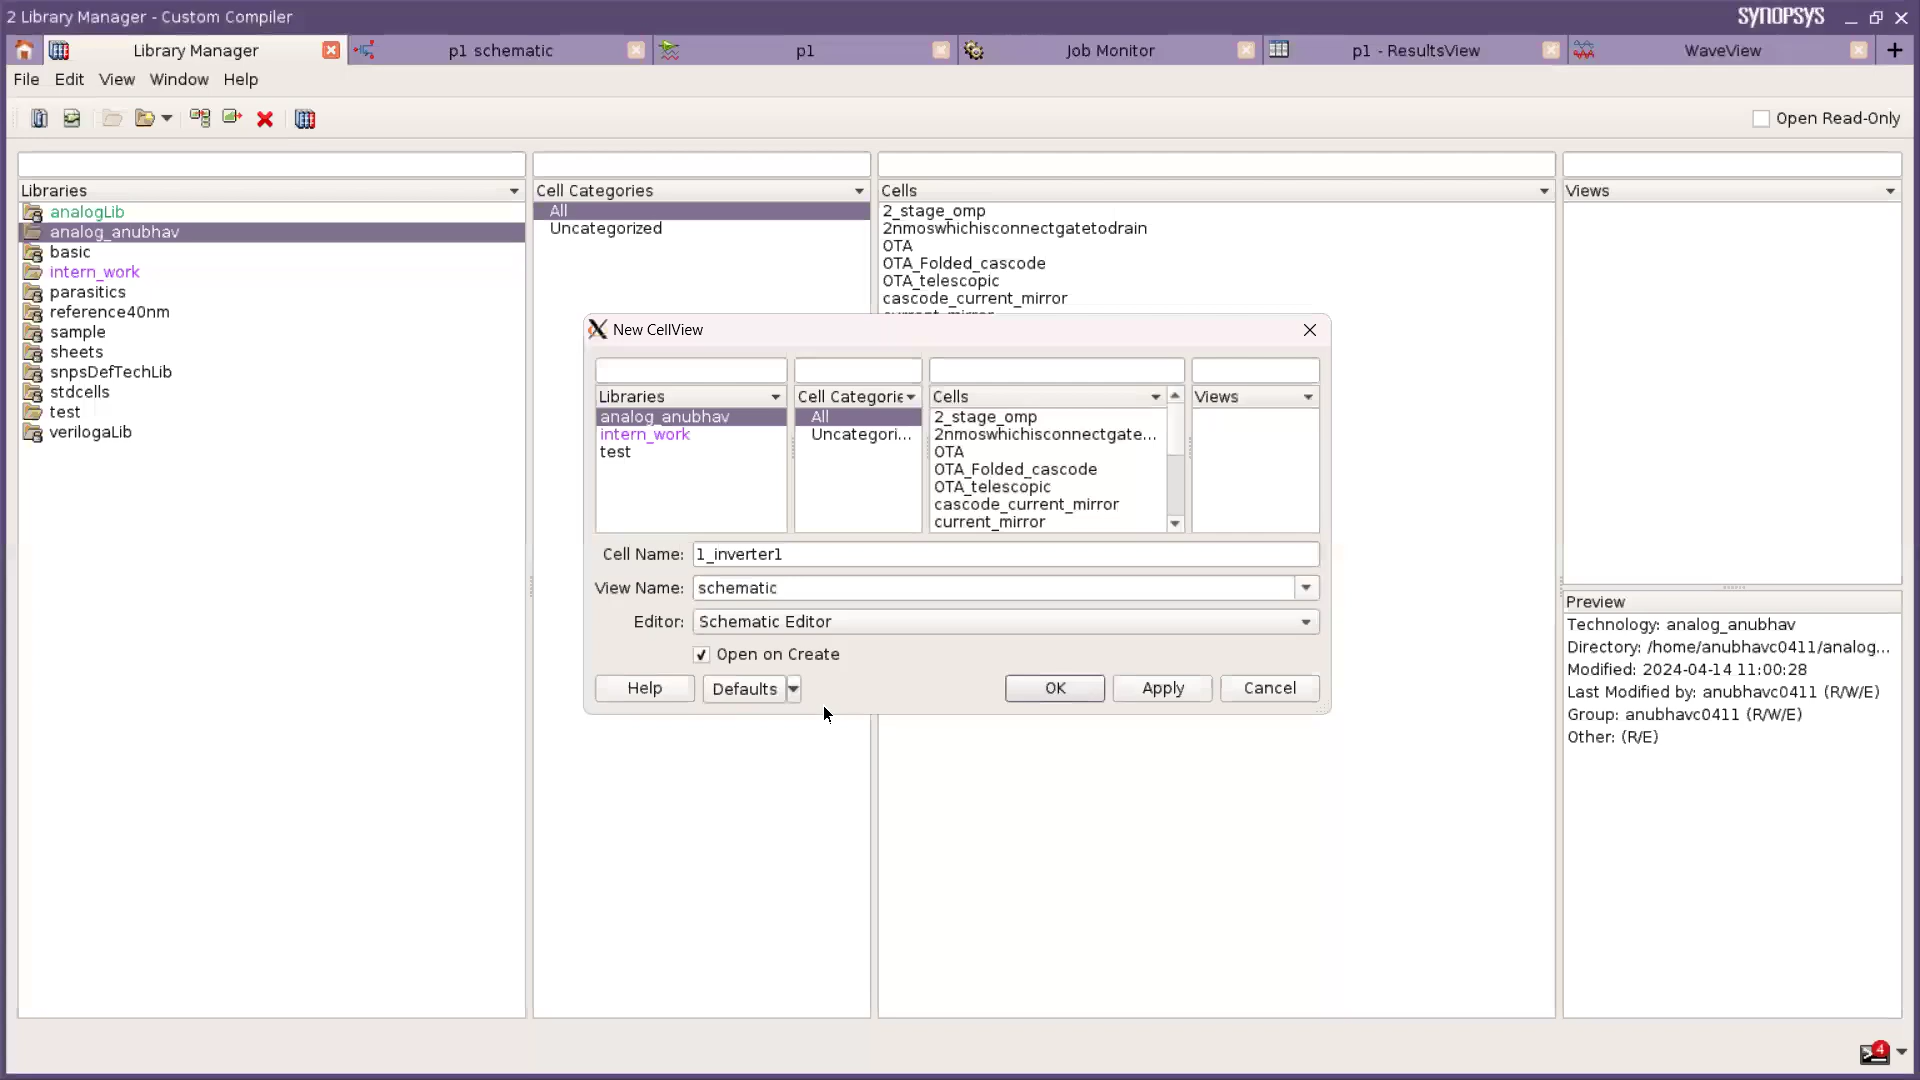 2 Library Manager - Custom Compiler
SYNOPSYS
Library Manager
p1 schematic
p1
Job Monitor
p1 - ResultsView
WaveView
File Edit View Window Help
Open Read-Only
Libraries
analogLib
analog_anubhav
basic
intern_work
parasitics
reference40nm
sample
sheets
snpsDefTechLib
stdcells
test
verilogaLib
Cell Categories
All
Uncategorized
Cells
2_stage_omp
2nmoswhichisconnectgatetodrain
OTA
OTA_Folded_cascode
OTA_telescopic
cascode_current_mirror
current_mirror
Views
New CellView
Libraries
analog_anubhav
intern_work
test
Cell Categorie
All
Uncategori...
Cells
2_stage_omp
2nmoswhichisconnectgate...
OTA
OTA_Folded_cascode
OTA_telescopic
cascode_current_mirror
current_mirror
Views
Cell Name: 1_inverter1
View Name: schematic
Editor: Schematic Editor
Open on Create
Help
Defaults
OK
Apply
Cancel
Preview
Technology: analog_anubhav
Directory: /home/anubhavc0411/analog...
Modified: 2024-04-14 11:00:28
Last Modified by: anubhavc0411 (R/W/E)
Group: anubhavc0411 (R/W/E)
Other: (R/E)
4